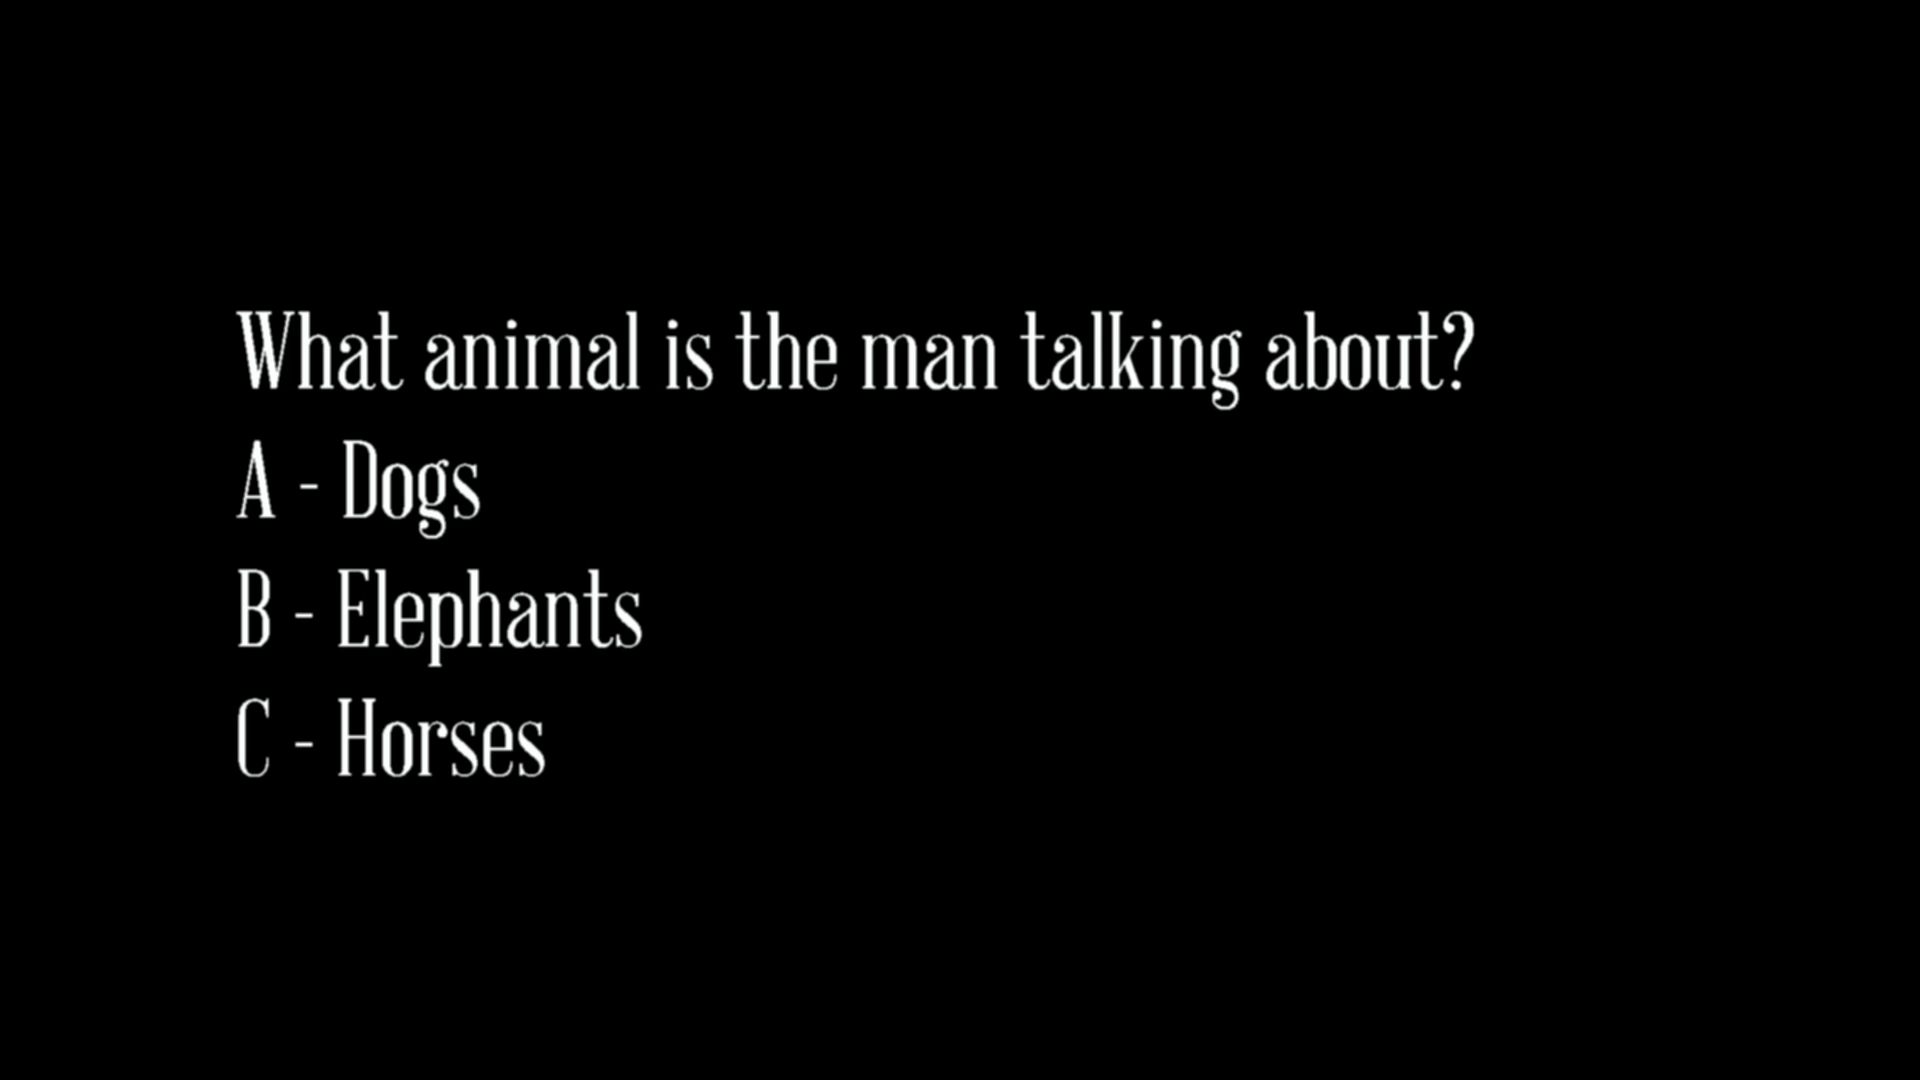 What animal is the man talking about?
A - Dogs
B - Elephants
C - Horses